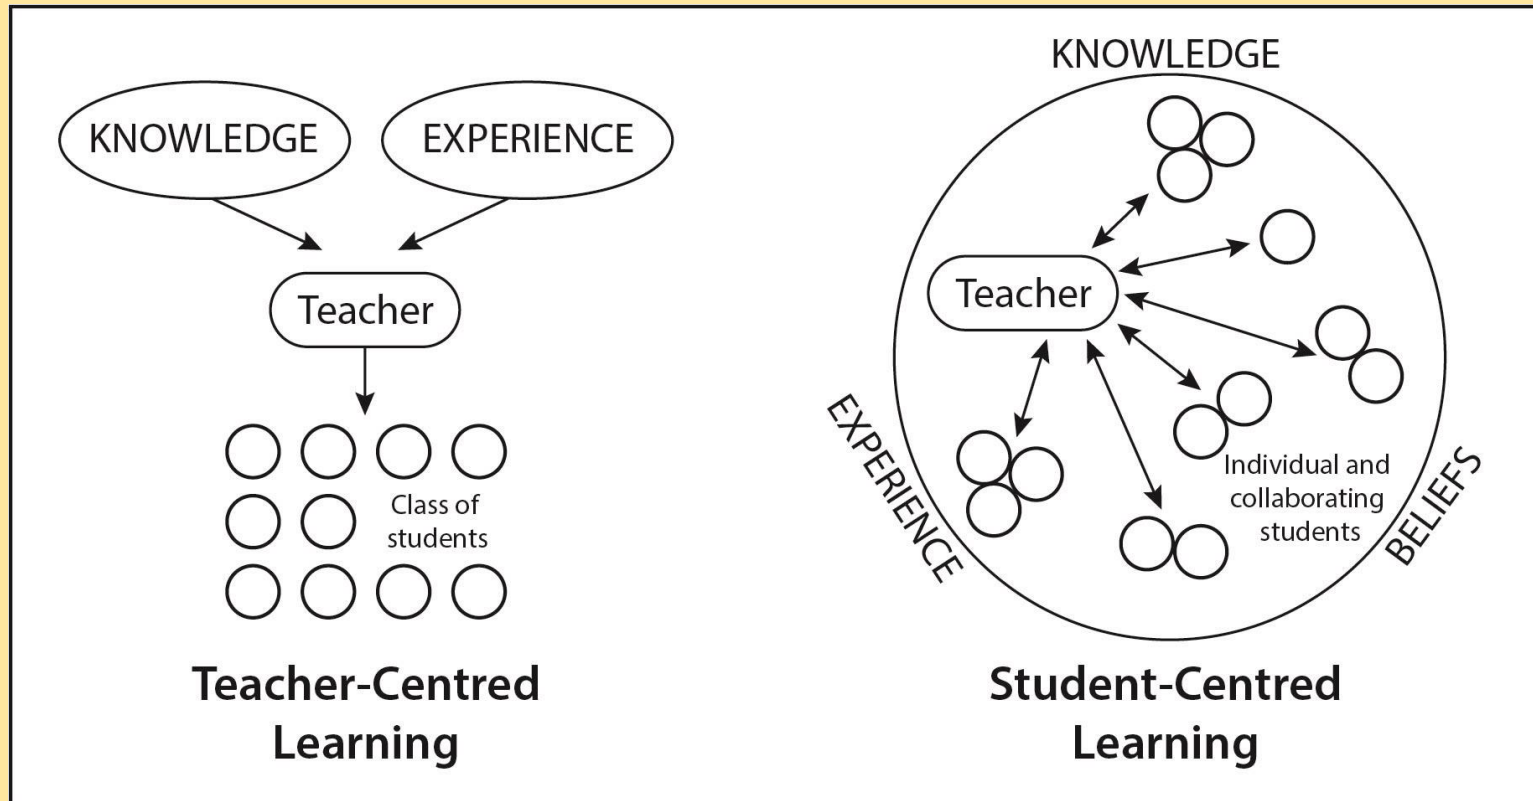 KNOWLEDGE
EXPERIENCE
Teacher
Class of
students
Teacher-Centred
Learning
KNOWLEDGE
Teacher
EXPERIENCE
Individual and
collaborating
students
BELIEFS
Student-Centred
Learning